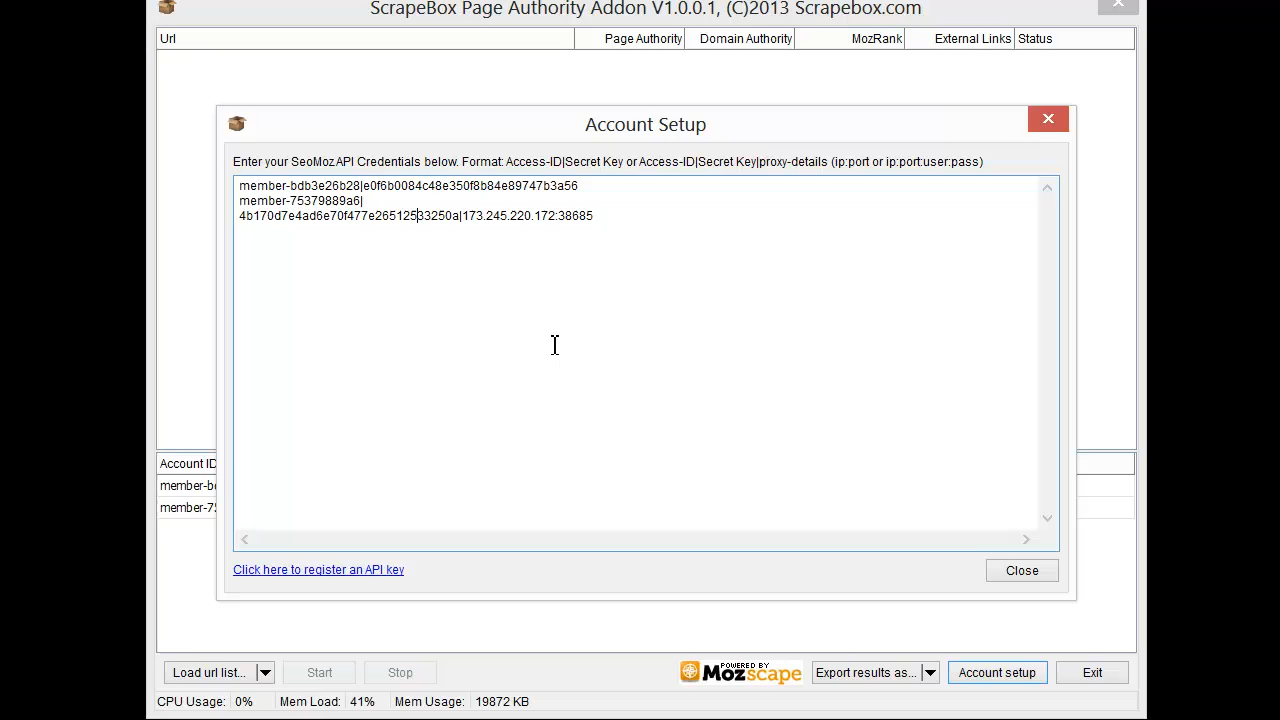 ScrapeBox Page Authority Addon V1.0.0.1, (C)2013 Scrapebox.com
Url Page Authority Domain Authority MozRank External Links Status
Account Setup
Enter your SeoMoz API Credentials below. Format: Access-ID|Secret Key or Access-ID|Secret Key|proxy-details (ip:port or ip:port:user:pass)
member-bdb3e26b28|e0f6b0084c48e350f8b84e89747b3a56
member-75379889a6|
4b170d7e4ad6e70f477e2651253​3250a|173.245.220.172:38685
Account ID
member-b
member-7
Click here to register an API key
Close
Load url list... Start Stop POWERED BY Mozscape Export results as... Account setup Exit
CPU Usage: 0% Mem Load: 41% Mem Usage: 19872 KB